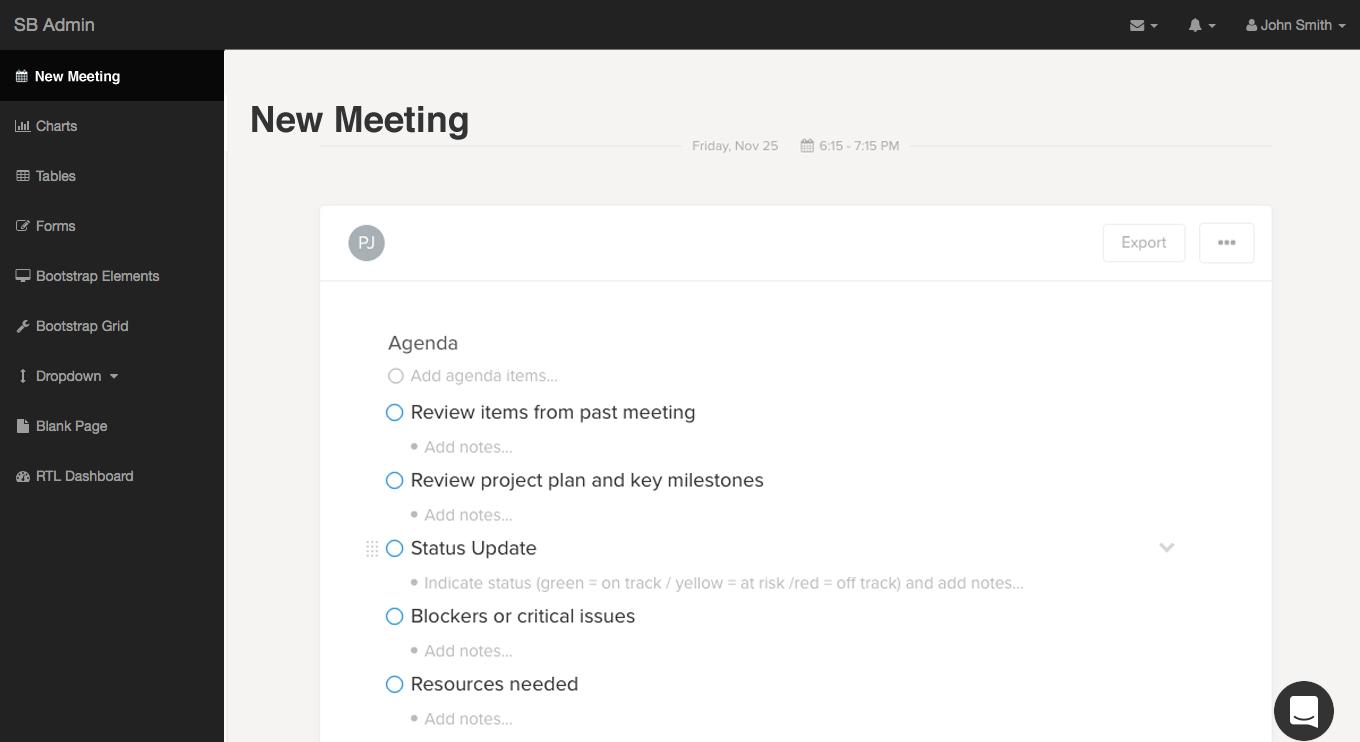 SB Admin
John Smith
New Meeting
Charts
Tables
Forms
Bootstrap Elements
Bootstrap Grid
Dropdown
Blank Page
RTL Dashboard
New Meeting
Friday, Nov 25 6:15 - 7:15 PM
PJ
Export
•••
Agenda
Add agenda items...
Review items from past meeting
• Add notes...
Review project plan and key milestones
• Add notes...
Status Update
• Indicate status (green = on track / yellow = at risk /red = off track) and add notes...
Blockers or critical issues
• Add notes...
Resources needed
• Add notes...